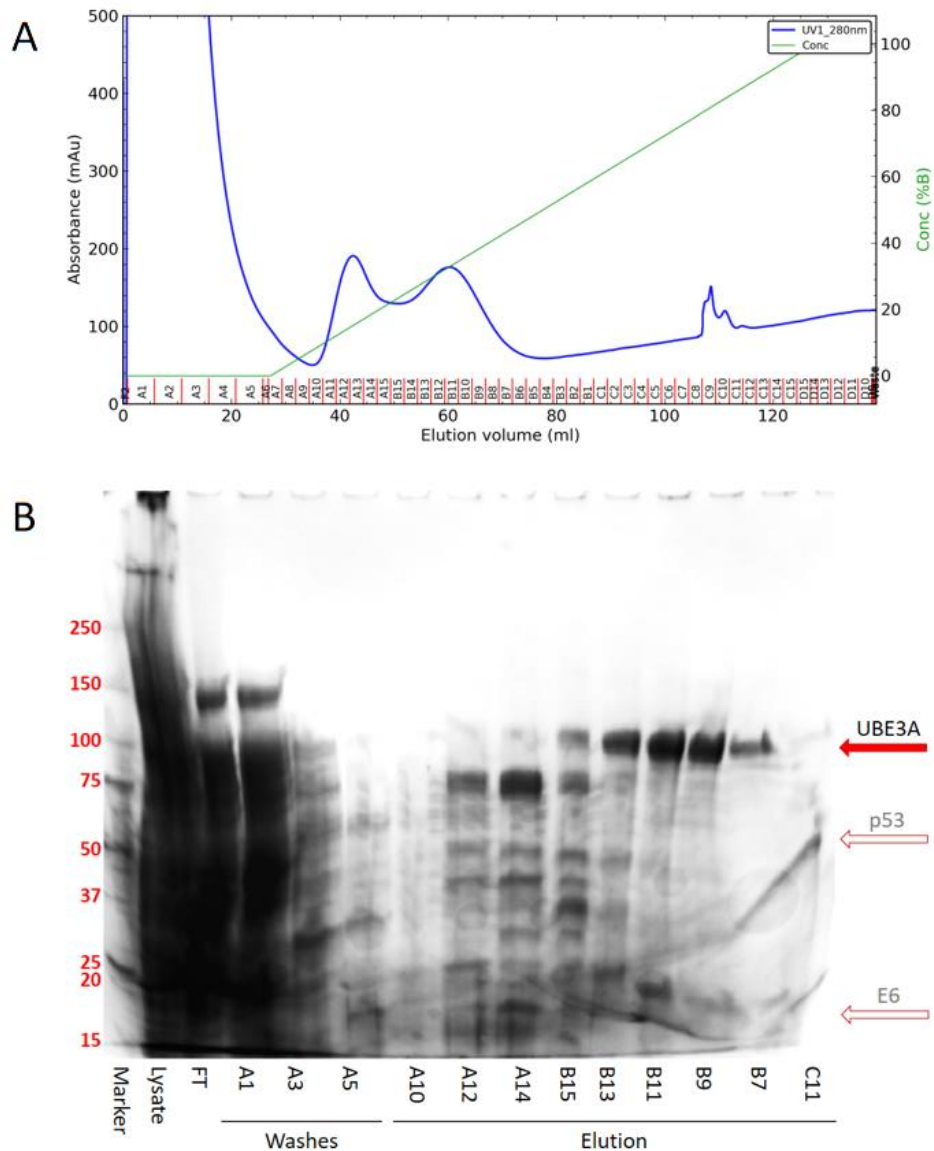 A
500
400
300
200
100
0
Absorbance (mAu)
UV1_280nm
Conc
100
80
60
40
20
0
Conc (%B)
A1 A2 A3 A4 A5 A6 A7 A8 A9 A10 A11 A12 A13 A14 A15 B15 B14 B13 B12 B11 B10 B9 B8 B7 B6 B5 B4 B3 B2 B1 C1 C2 C3 C4 C5 C6 C7 C8 C9 C10 C11 C12 C13 C14 C15 D15 D14 D13 D12 D11 D10
0 20 40 60 80 100 120
Elution volume (ml)
B
250
150
100
75
50
37
25
20
15
UBE3A
p53
E6
Marker Lysate FT A1 A3 A5 A10 A12 A14 B15 B13 B11 B9 B7 C11
Washes Elution